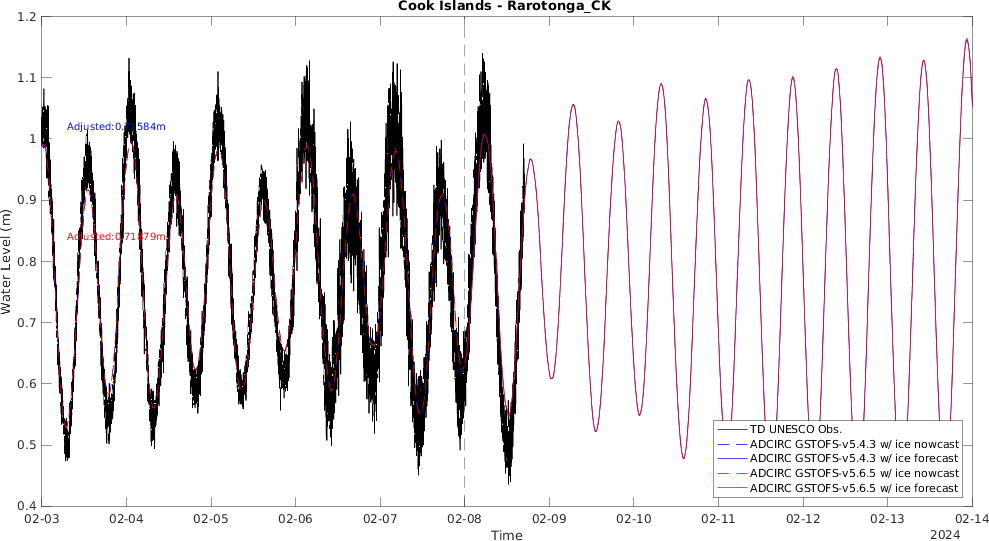 Cook Islands - Rarotonga_CK
1.2
1.1
1
0.9
0.8
0.7
0.6
0.5
0.4
Water Level (m)
Adjusted:
Adjusted:
TD UNESCO Obs.
ADCIRC GSTOFS-v5.4.3 w/ ice nowcast
ADCIRC GSTOFS-v5.4.3 w/ ice forecast
ADCIRC GSTOFS-v5.6.5 w/ ice nowcast
ADCIRC GSTOFS-v5.6.5 w/ ice forecast
02-03 02-04 02-05 02-06 02-07 02-08 02-09 02-10 02-11 02-12 02-13 02-14
Time
2024